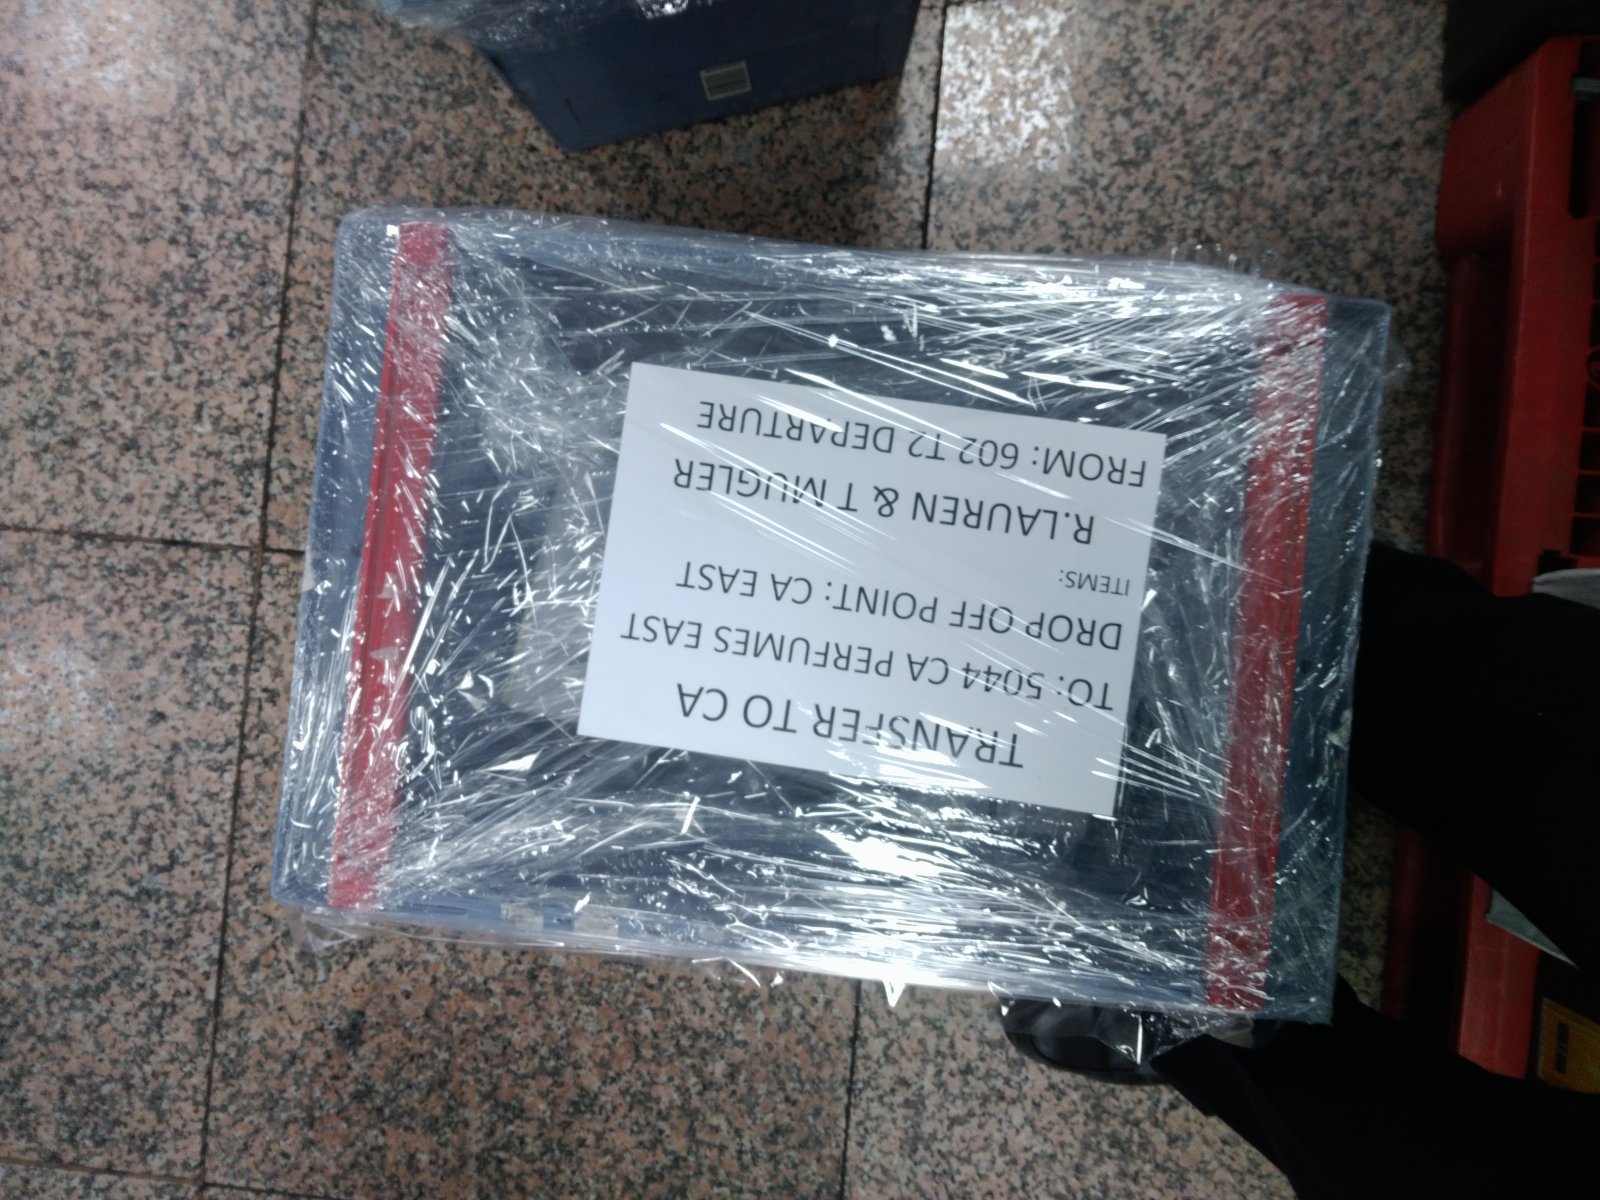 TRANSFER TO CA
TO: 5044 CA PERFUMES EAST
DROP OFF POINT: CA EAST
ITEMS:
R.LAUREN & T MUGLER
FROM: 602 T2 DEPARTURE